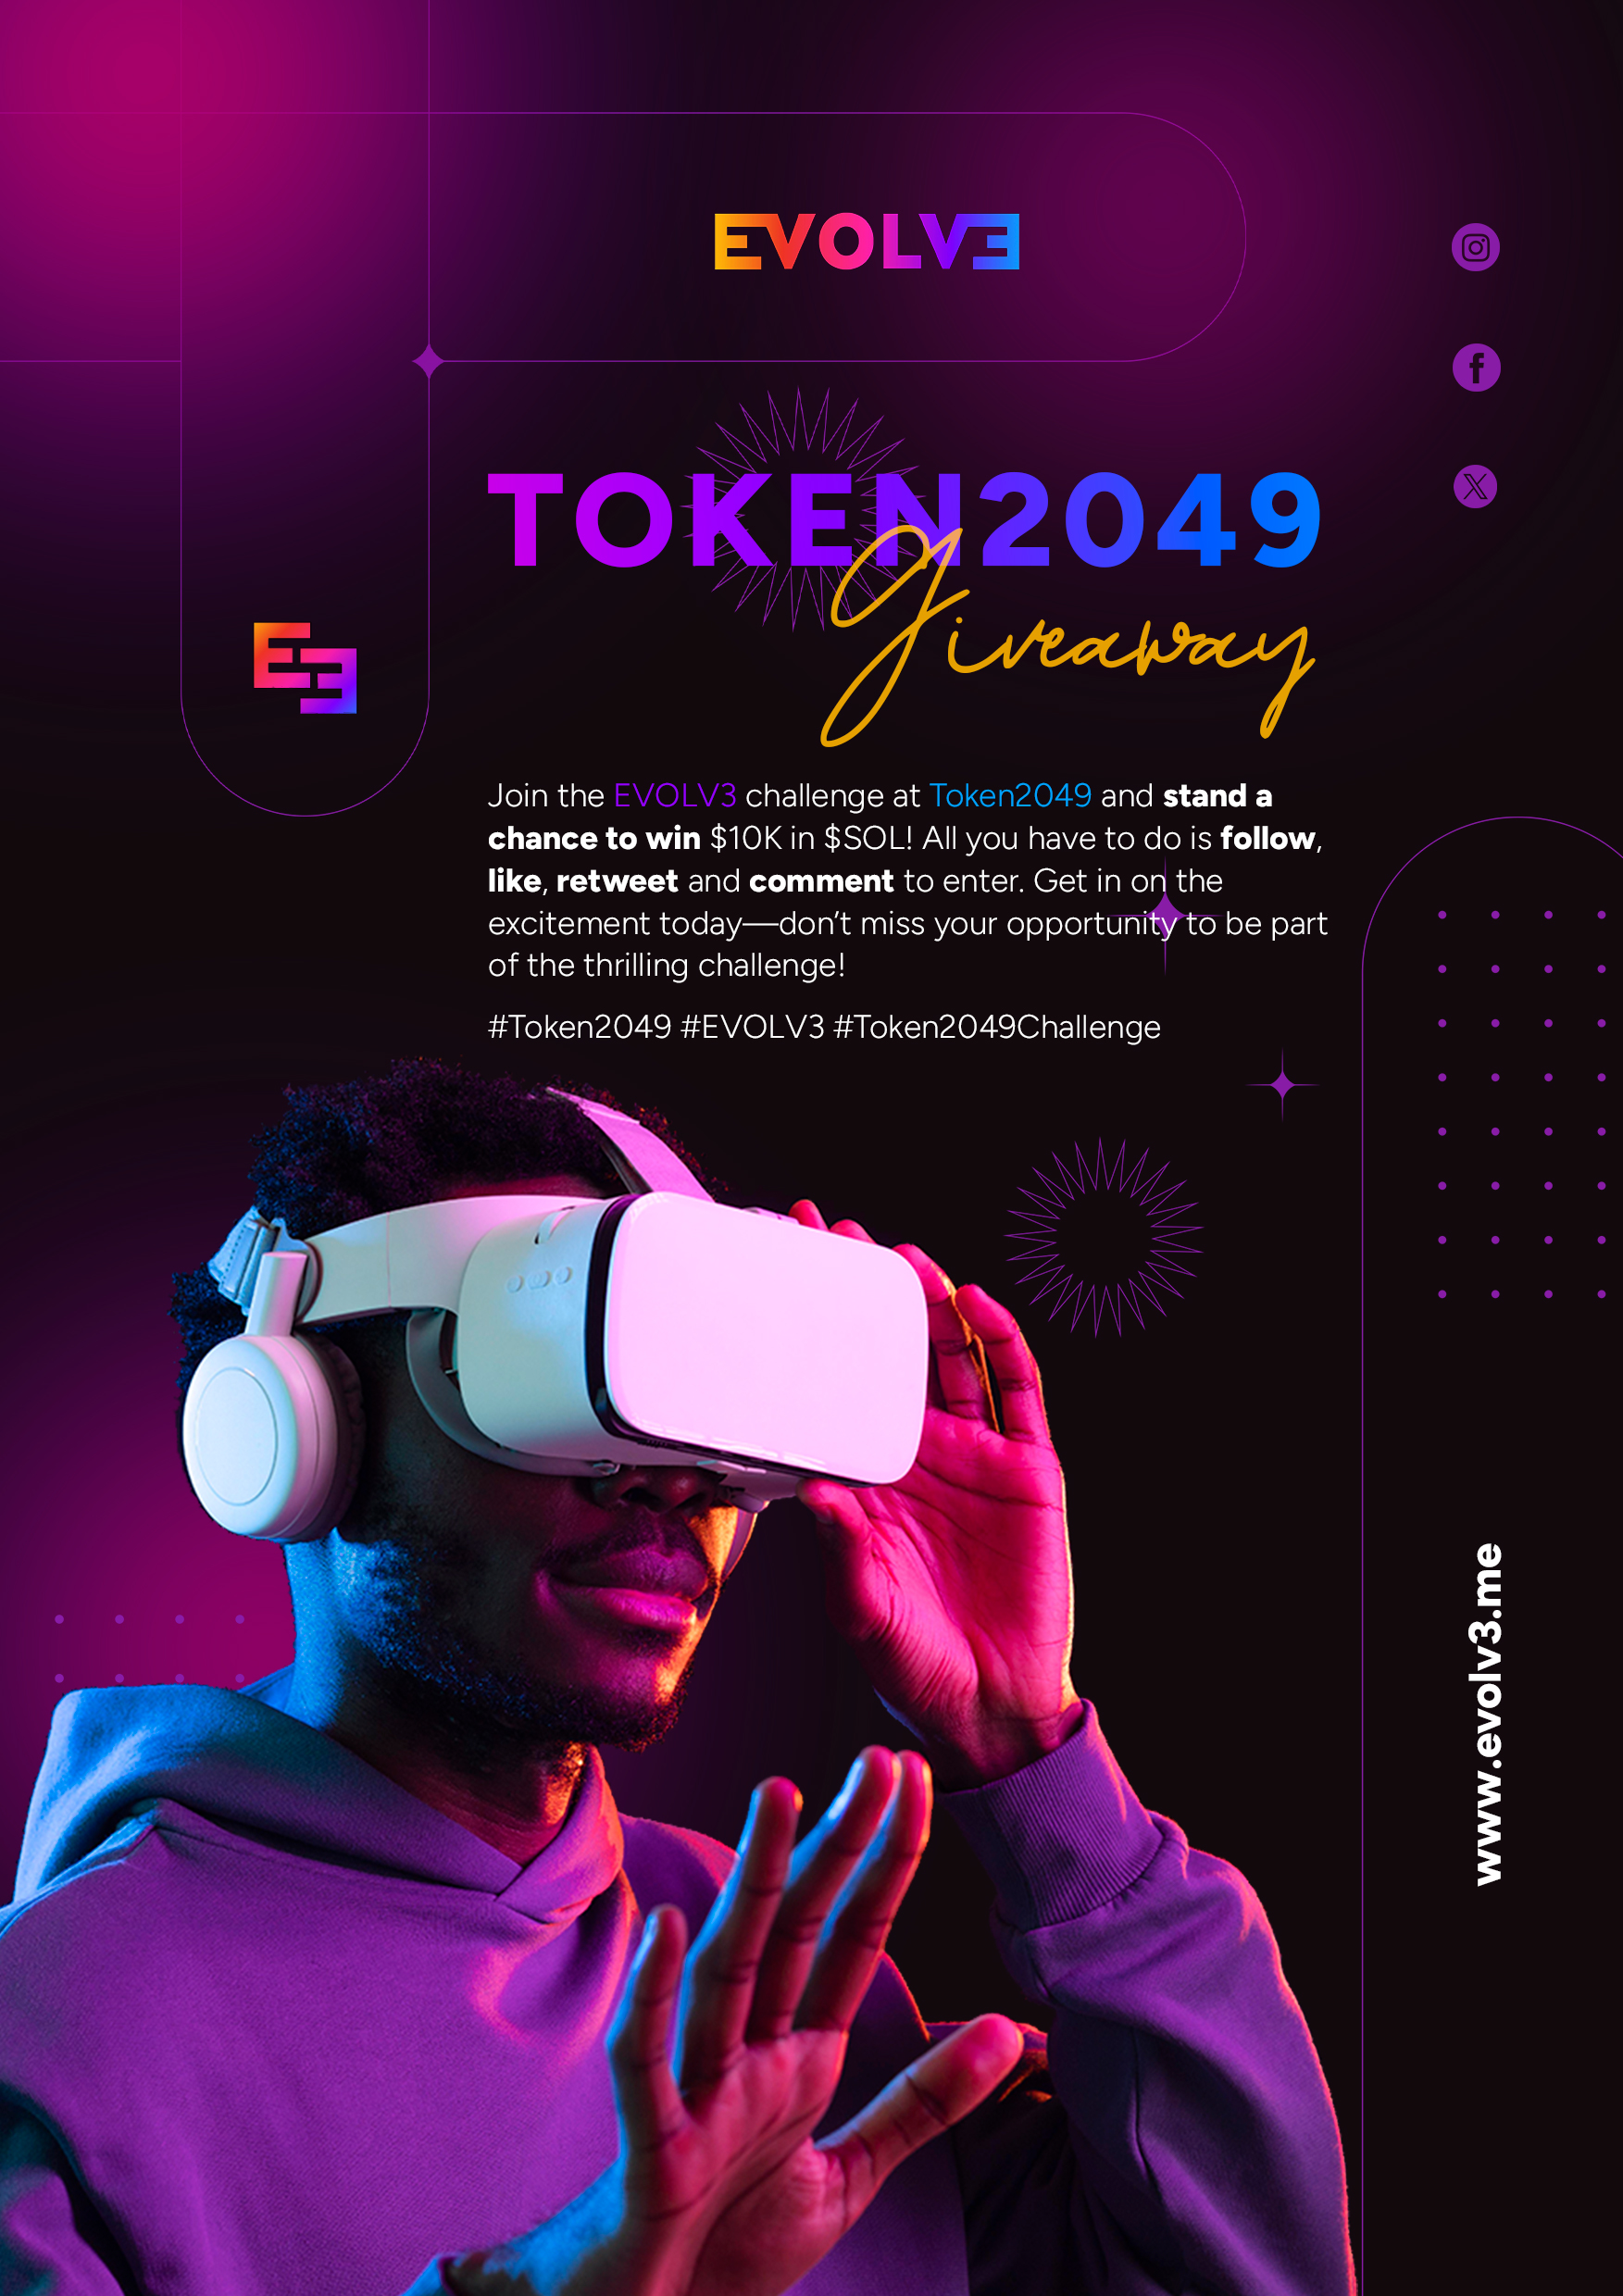 EVOLV3
TOKEN2049
Giveaway
Join the EVOLV3 challenge at Token2049 and stand a
chance to win $10K in $SOL! All you have to do is follow,
like, retweet and comment to enter. Get in on the
excitement today—don’t miss your opportunity to be part
of the thrilling challenge!
#Token2049 #EVOLV3 #Token2049Challenge
www.evolv3.me